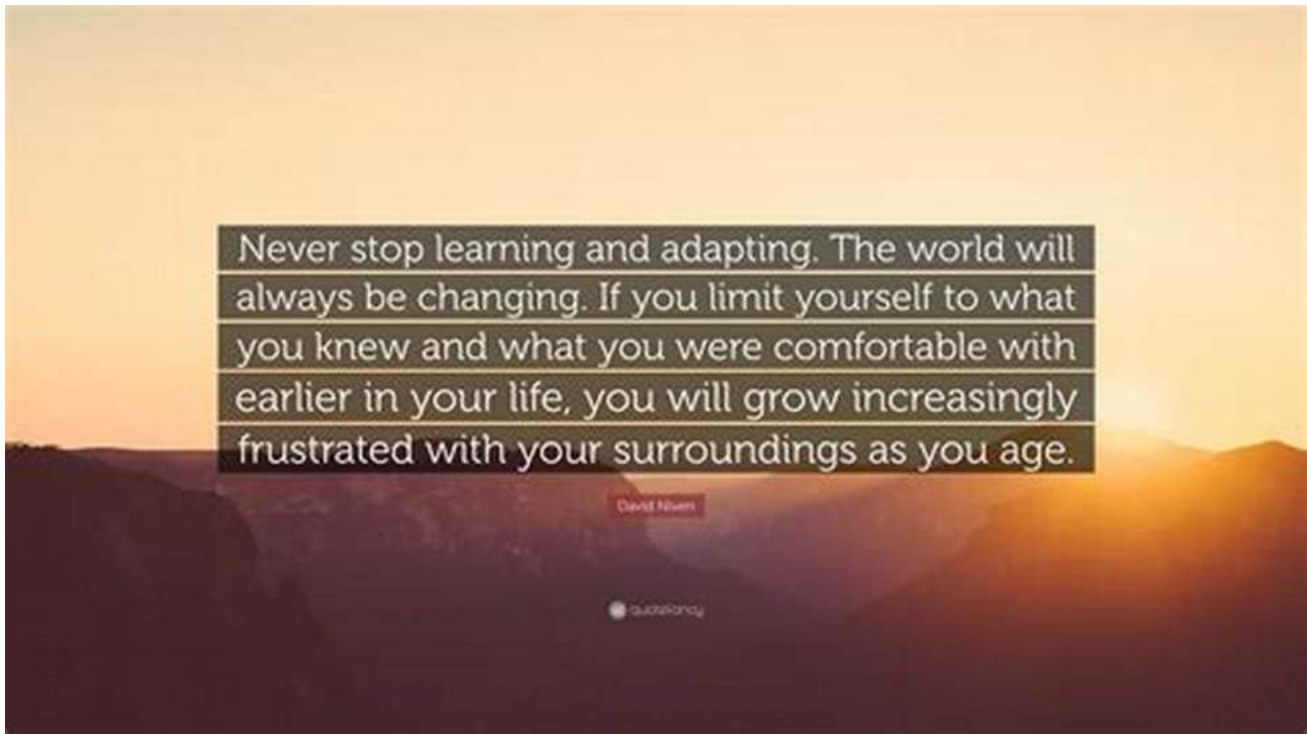 Never stop learning and adapting. The world will
always be changing. If you limit yourself to what
you knew and what you were comfortable with
earlier in your life, you will grow increasingly
frustrated with your surroundings as you age.
David Niven
quotefancy